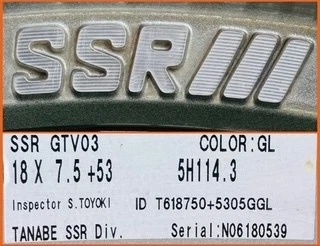 SSR
SSR GTV03 COLOR:GL
18 X 7.5 +53 5H114.3
Inspector S.TOYOKI ID T618750+5305GGL
TANABE SSR Div. Serial:N06180539